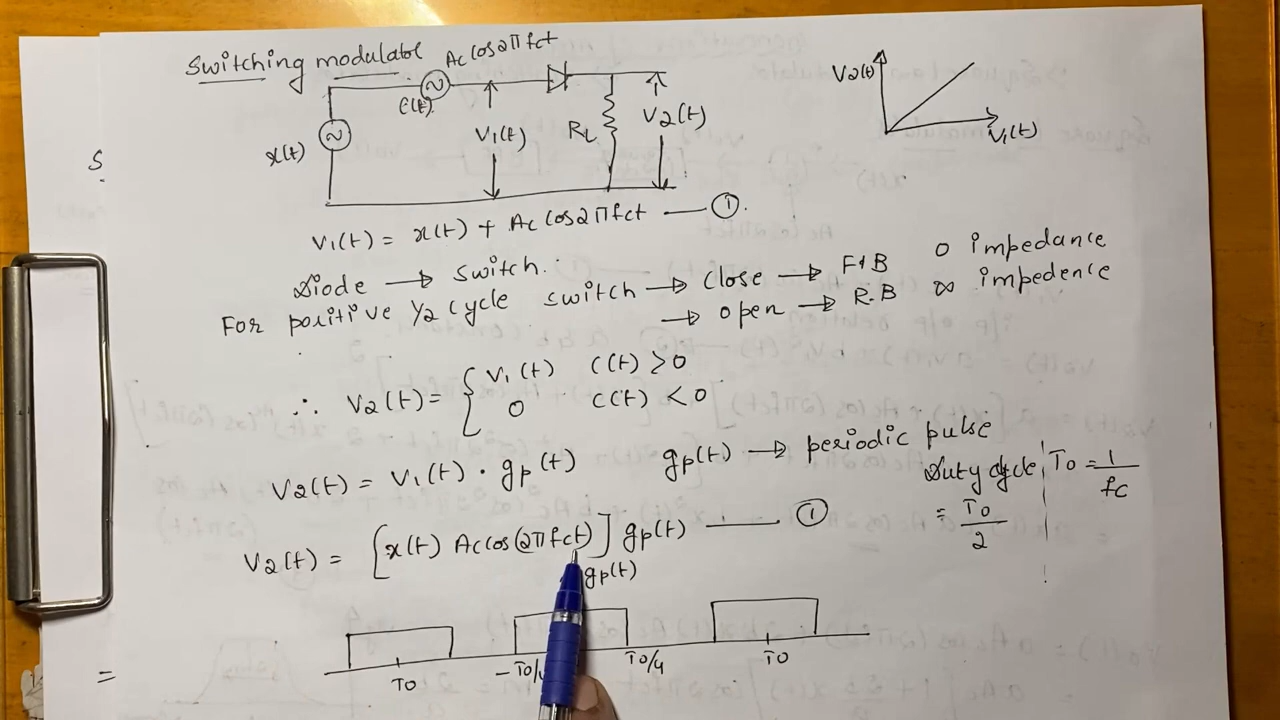 Switching modulator
Ac cos2πfct
c(t)
x(t)
V1(t)
RL
V2(t)
V2(t)
V1(t)
S
V1(t) = x(t) + Ac cos2πfct —— ①.
Diode → switch.
For positive 1/2 cycle switch → close → F·B 0 impedance
→ open → R.B ∞ impedence
∴ V2(t) = { V1(t) c(t) > 0
0 c(t) < 0
V2(t) = V1(t) · gp(t) gp(t) → periodic pulse
Duty cycle T0 = 1/fc
= T0/2
V2(t) = [x(t) Ac cos(2πfct)] gp(t) —— ①
gp(t)
T0 -T0/4 T0/4 T0
=